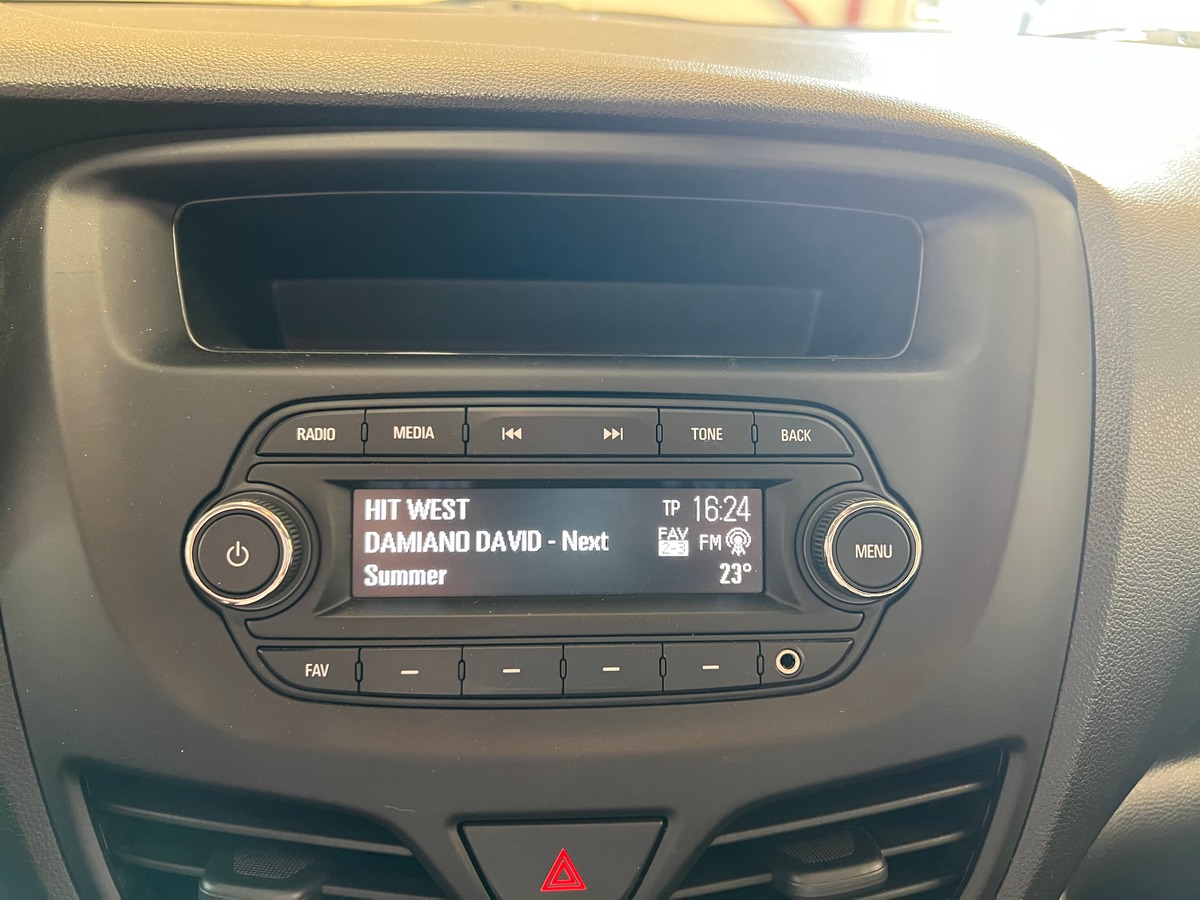 RADIO MEDIA TONE BACK
HIT WEST TP 16:24
DAMIANO DAVID - Next FAV 2-3 FM
Summer 23°
MENU
FAV